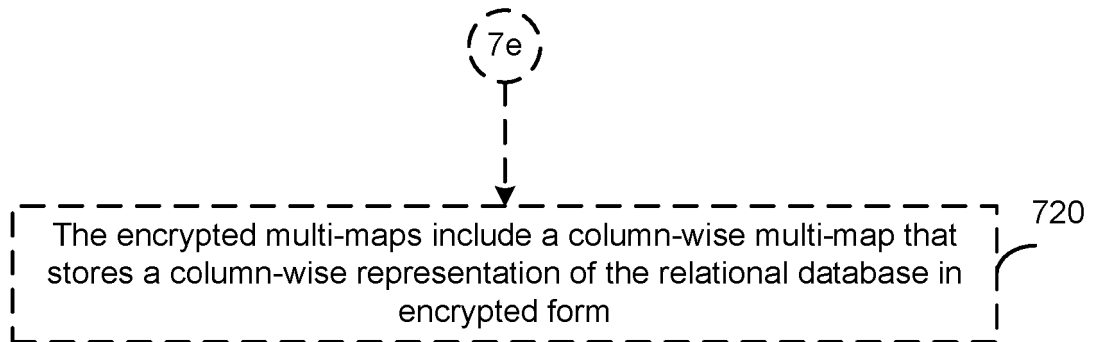 7e
720
The encrypted multi-maps include a column-wise multi-map that
stores a column-wise representation of the relational database in
encrypted form